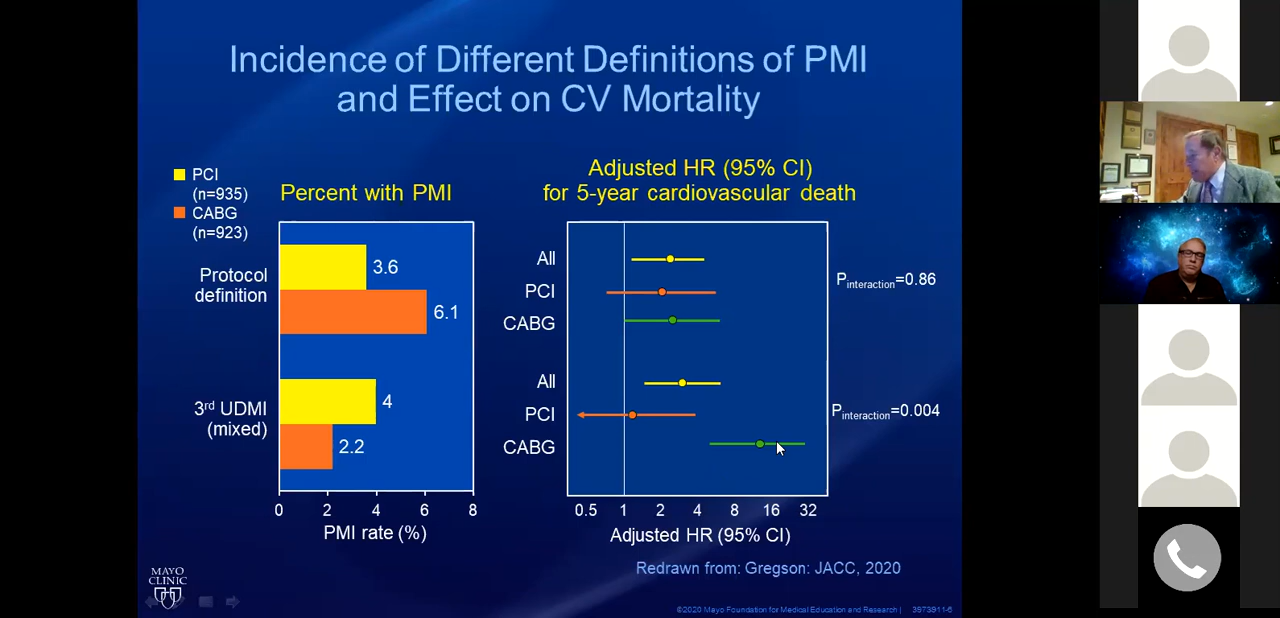 Incidence of Different Definitions of PMI
and Effect on CV Mortality
PCI
(n=935)
CABG
(n=923)
Percent with PMI
Protocol
definition
3.6
6.1
3rd UDMI
(mixed)
4
2.2
0 2 4 6 8
PMI rate (%)
Adjusted HR (95% CI)
for 5-year cardiovascular death
All
PCI
CABG
Pinteraction=0.86
All
PCI
CABG
Pinteraction=0.004
0.5 1 2 4 8 16 32
Adjusted HR (95% CI)
Redrawn from: Gregson: JACC, 2020
MAYO
CLINIC
©2020 Mayo Foundation for Medical Education and Research | 3973911-6